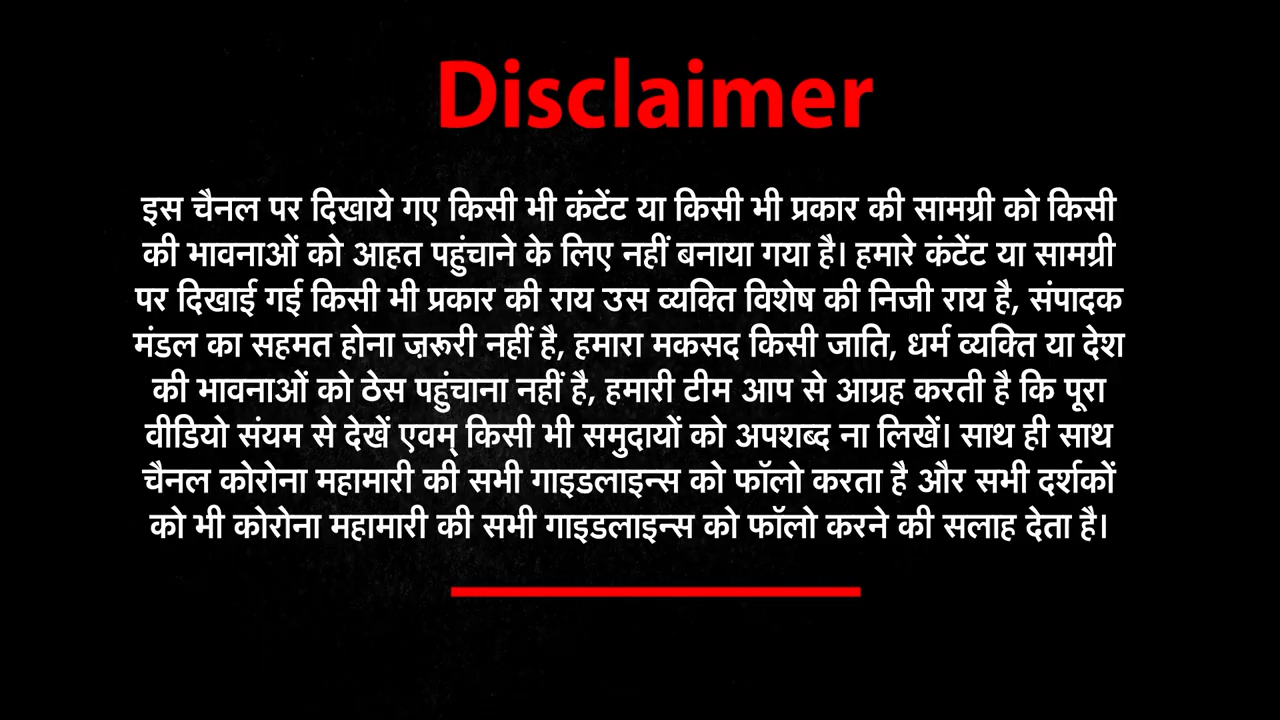 Disclaimer
इस चैनल पर दिखाये गए किसी भी कंटेंट या किसी भी प्रकार की सामग्री को किसी
की भावनाओं को आहत पहुंचाने के लिए नहीं बनाया गया है। हमारे कंटेंट या सामग्री
पर दिखाई गई किसी भी प्रकार की राय उस व्यक्ति विशेष की निजी राय है, संपादक
मंडल का सहमत होना ज़रूरी नहीं है, हमारा मकसद किसी जाति, धर्म व्यक्ति या देश
की भावनाओं को ठेस पहुंचाना नहीं है, हमारी टीम आप से आग्रह करती है कि पूरा
वीडियो संयम से देखें एवम् किसी भी समुदायों को अपशब्द ना लिखें। साथ ही साथ
चैनल कोरोना महामारी की सभी गाइडलाइन्स को फॉलो करता है और सभी दर्शकों
को भी कोरोना महामारी की सभी गाइडलाइन्स को फॉलो करने की सलाह देता है।